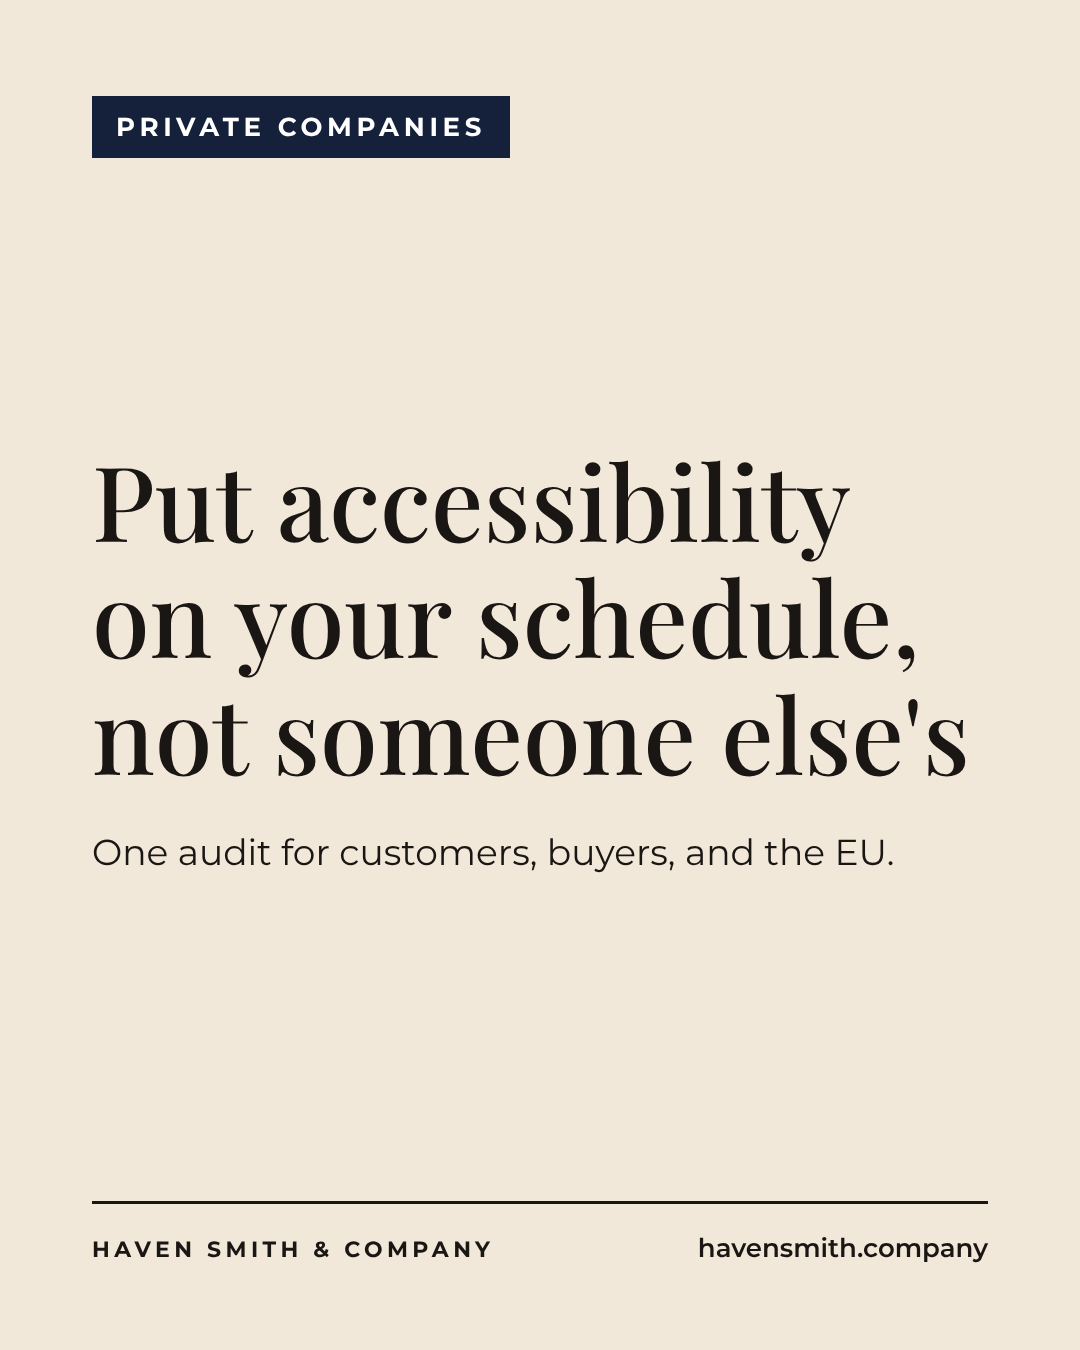 PRIVATE COMPANIES
Put accessibility
on your schedule,
not someone else's
One audit for customers, buyers, and the EU.
HAVEN SMITH & COMPANY
havensmith.company